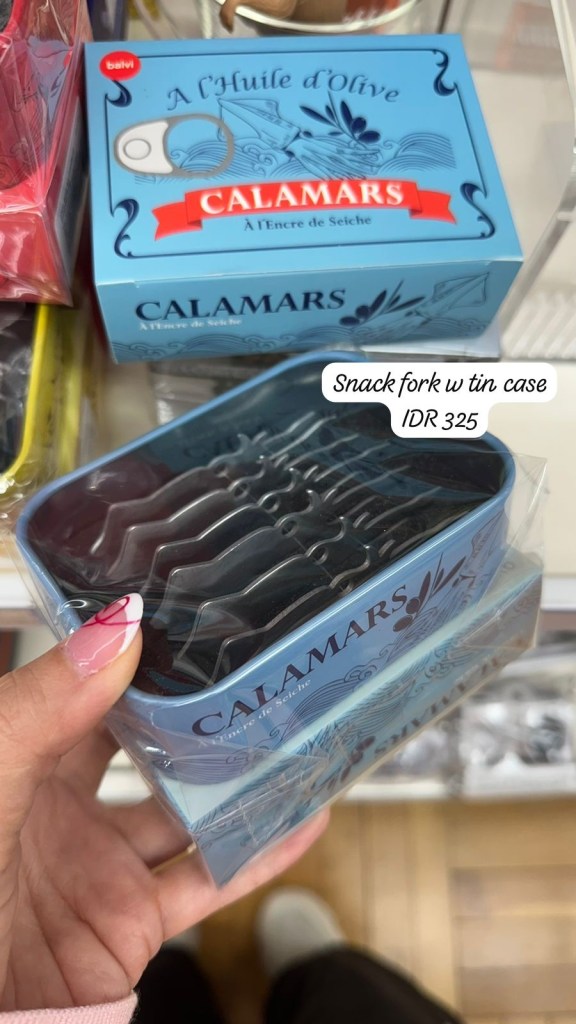 balvi
A l'Huile d'Olive
CALAMARS
À l'Encre de Seiche
CALAMARS
À l'Encre de Seiche
Snack fork w tin case
IDR 325
CALAMARS
À l'Encre de Seiche